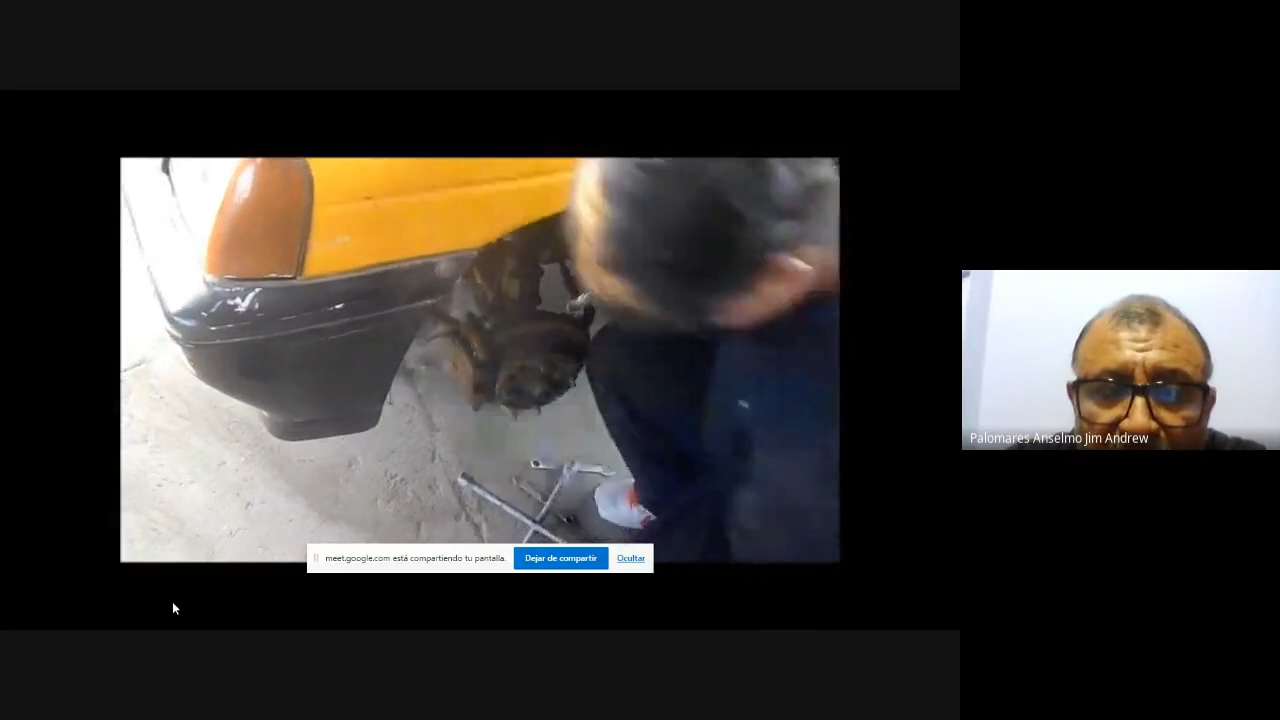 Palomares Anselmo Jim Andrew
meet.google.com está compartiendo tu pantalla.
Dejar de compartir
Ocultar